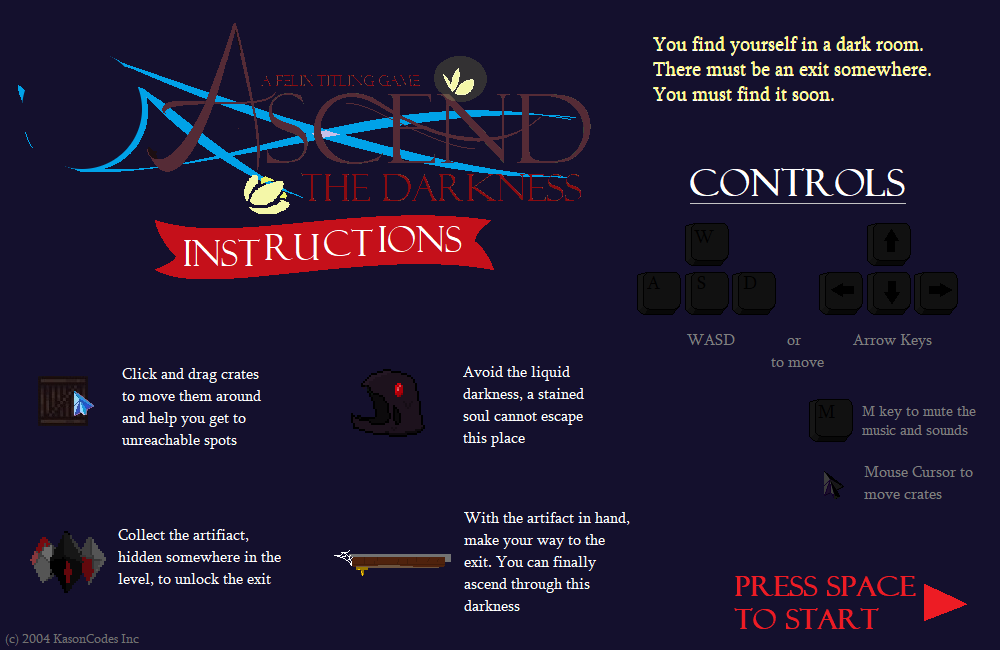 A FELIN TITLING GAME
ASCEND
THE DARKNESS
INSTRUCTIONS
You find yourself in a dark room.
There must be an exit somewhere.
You must find it soon.
CONTROLS
W
A S D
WASD or Arrow Keys
to move
M
M key to mute the
music and sounds
Mouse Cursor to
move crates
Click and drag crates
to move them around
and help you get to
unreachable spots
Avoid the liquid
darkness, a stained
soul cannot escape
this place
Collect the artifiact,
hidden somewhere in the
level, to unlock the exit
With the artifact in hand,
make your way to the
exit. You can finally
ascend through this
darkness
PRESS SPACE
TO START
(c) 2004 KasonCodes Inc